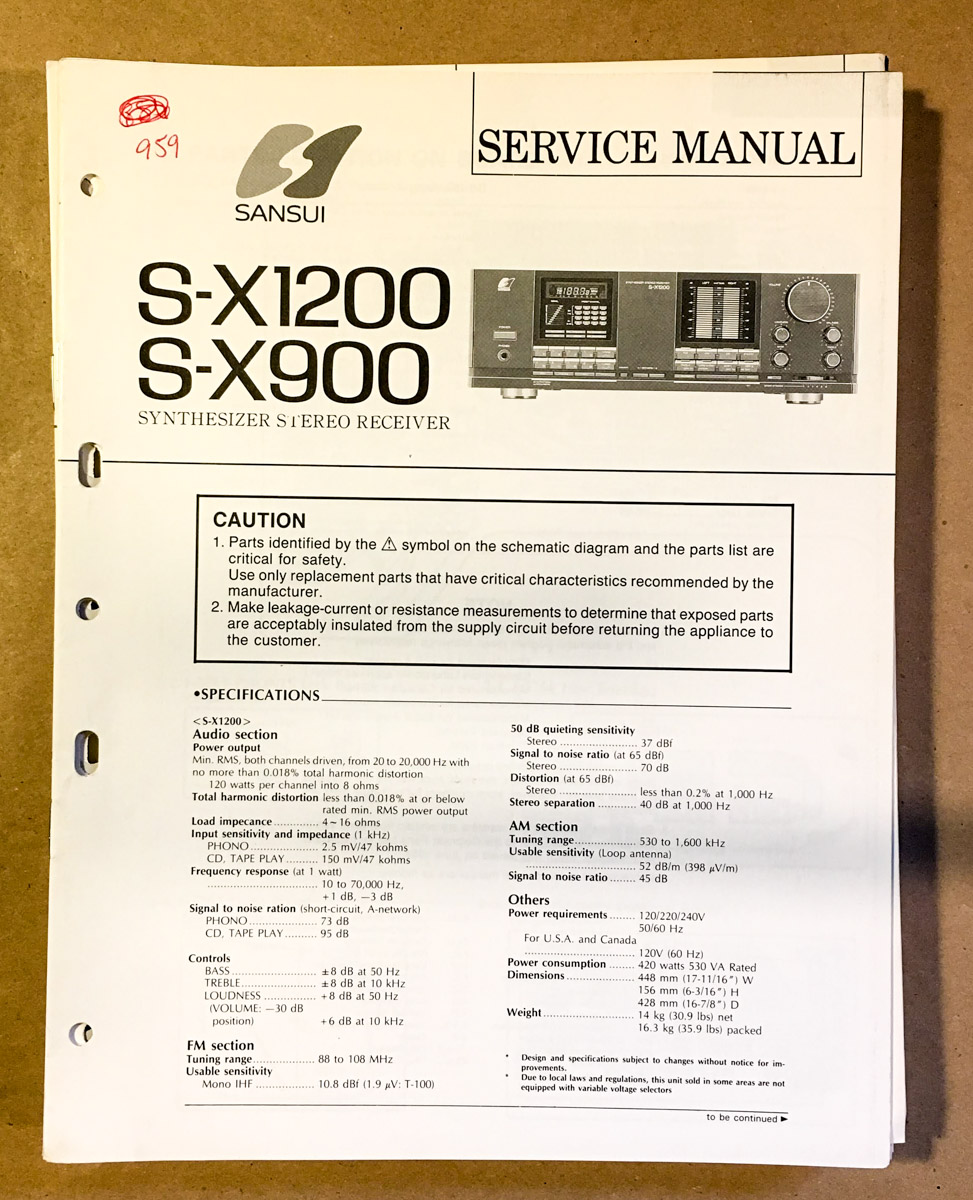 959
SANSUI
SERVICE MANUAL
S-X1200
S-X900
SYNTHESIZER STEREO RECEIVER
S-X1200
CAUTION
1. Parts identified by the ⚠ symbol on the schematic diagram and the parts list are
critical for safety.
Use only replacement parts that have critical characteristics recommended by the
manufacturer.
2. Make leakage-current or resistance measurements to determine that exposed parts
are acceptably insulated from the supply circuit before returning the appliance to
the customer.
•SPECIFICATIONS
<S-X1200>
Audio section
Power output
Min. RMS, both channels driven, from 20 to 20,000 Hz with
no more than 0.018% total harmonic distortion
120 watts per channel into 8 ohms
Total harmonic distortion less than 0.018% at or below
rated min. RMS power output
Load impecance ............. 4~16 ohms
Input sensitivity and impedance (1 kHz)
PHONO ..................... 2.5 mV/47 kohms
CD, TAPE PLAY .......... 150 mV/47 kohms
Frequency response (at 1 watt)
................................. 10 to 70,000 Hz,
+1 dB, −3 dB
Signal to noise ration (short-circuit, A-network)
PHONO ..................... 73 dB
CD, TAPE PLAY .......... 95 dB
Controls
BASS .......................... ±8 dB at 50 Hz
TREBLE ....................... ±8 dB at 10 kHz
LOUDNESS ................ +8 dB at 50 Hz
(VOLUME: −30 dB
position) +6 dB at 10 kHz
FM section
Tuning range .................. 88 to 108 MHz
Usable sensitivity
Mono IHF .................. 10.8 dBf (1.9 μV: T-100)
50 dB quieting sensitivity
Stereo ........................ 37 dBf
Signal to noise ratio (at 65 dBf)
Stereo ........................ 70 dB
Distortion (at 65 dBf)
Stereo ........................ less than 0.2% at 1,000 Hz
Stereo separation ............ 40 dB at 1,000 Hz
AM section
Tuning range .................. 530 to 1,600 kHz
Usable sensitivity (Loop antenna)
................................. 52 dB/m (398 μV/m)
Signal to noise ratio ........ 45 dB
Others
Power requirements ........ 120/220/240V
50/60 Hz
For U.S.A. and Canada
................................. 120V (60 Hz)
Power consumption ........ 420 watts 530 VA Rated
Dimensions ..................... 448 mm (17-11/16") W
156 mm (6-3/16") H
428 mm (16-7/8") D
Weight ........................... 14 kg (30.9 lbs) net
16.3 kg (35.9 lbs) packed
* Design and specifications subject to changes without notice for im-
provements.
* Due to local laws and regulations, this unit sold in some areas are not
equipped with variable voltage selectors
to be continued ►